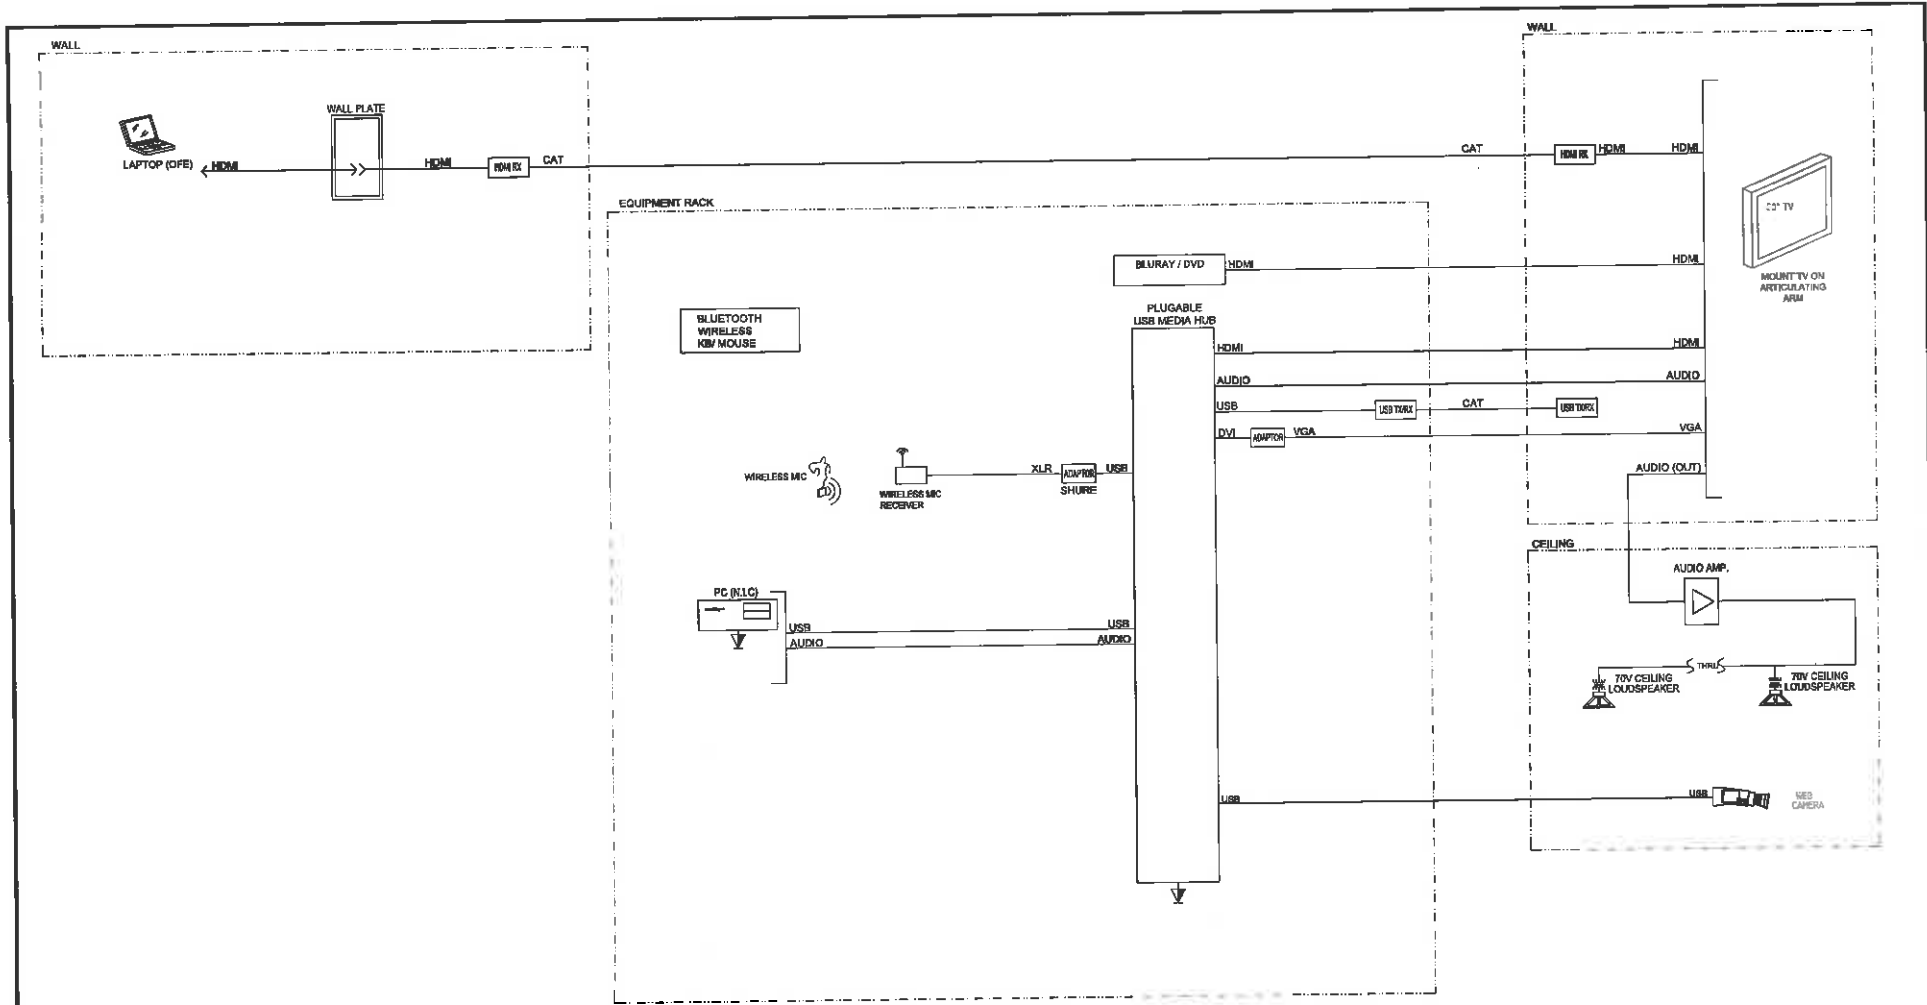 WALL
LAPTOP (OFE)
HDMI
WALL PLATE
HDMI
HDMI RX
CAT
CAT
WALL
HDMI RX
HDMI
HDMI
TV
MOUNT TV ON
ARTICULATING
ARM
EQUIPMENT RACK
BLURAY / DVD
HDMI
HDMI
BLUETOOTH
WIRELESS
KB/ MOUSE
PLUGABLE
USB MEDIA HUB
HDMI
HDMI
AUDIO
AUDIO
USB
USB TX/RX
CAT
USB TX/RX
DVI
ADAPTOR
VGA
VGA
AUDIO (OUT)
WIRELESS MIC
WIRELESS MIC
RECEIVER
XLR
ADAPTOR
USB
SHURE
PC (N.I.C)
USB
AUDIO
USB
AUDIO
CEILING
AUDIO AMP.
THRU
70V CEILING
LOUDSPEAKER
70V CEILING
LOUDSPEAKER
USB
USB
WEB
CAMERA